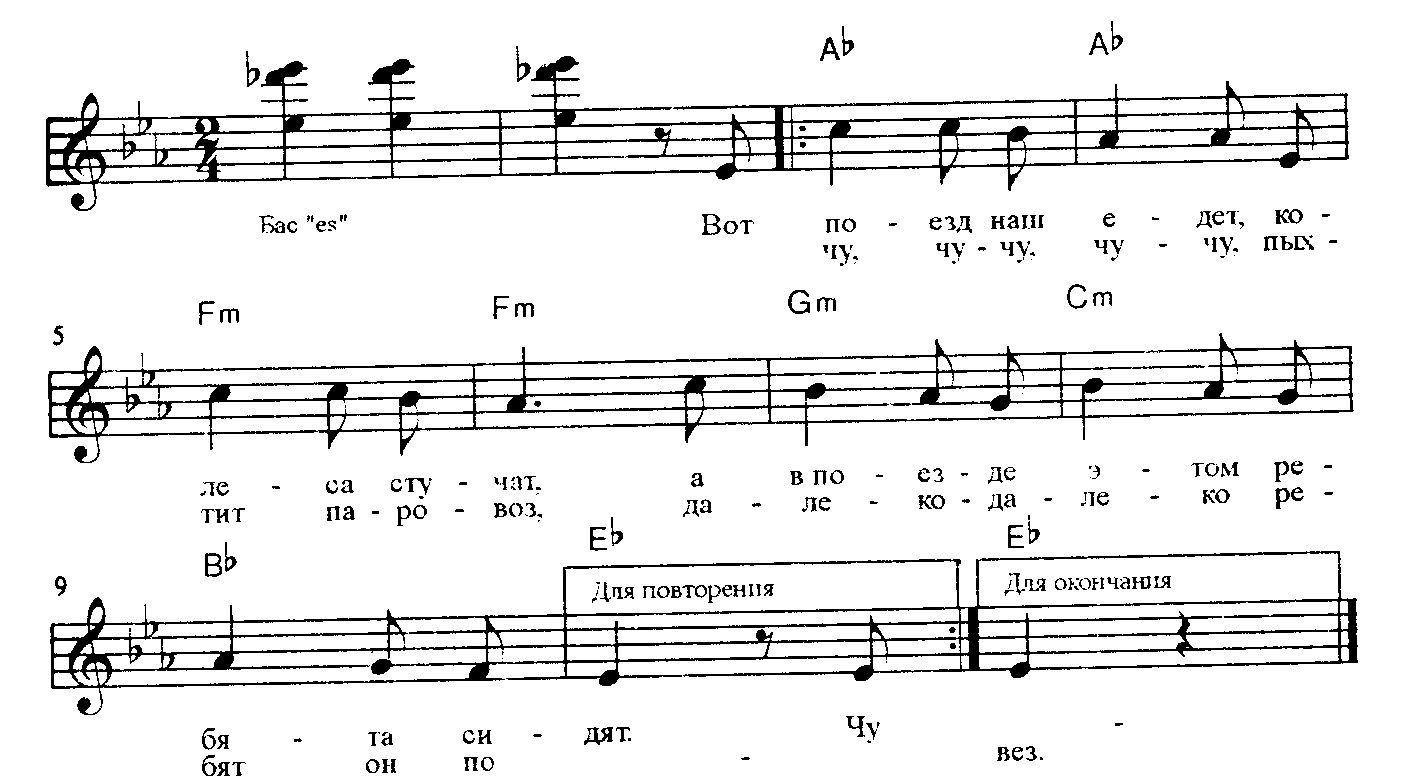 A♭ A♭
2/4
Бас "es" Вот по - езд наш е - дет, ко -
чу, чу - чу, чу - чу, пых -
Fm Fm Gm Cm
5
ле - са сту - чат, а в по - ез - де э - том ре -
тит па - ро - воз, да - ле - ко - да - ле - ко ре -
E♭ E♭
B♭
9 Для повторения Для окончания
бя - та си - дят. Чу -
бят он по - вез.